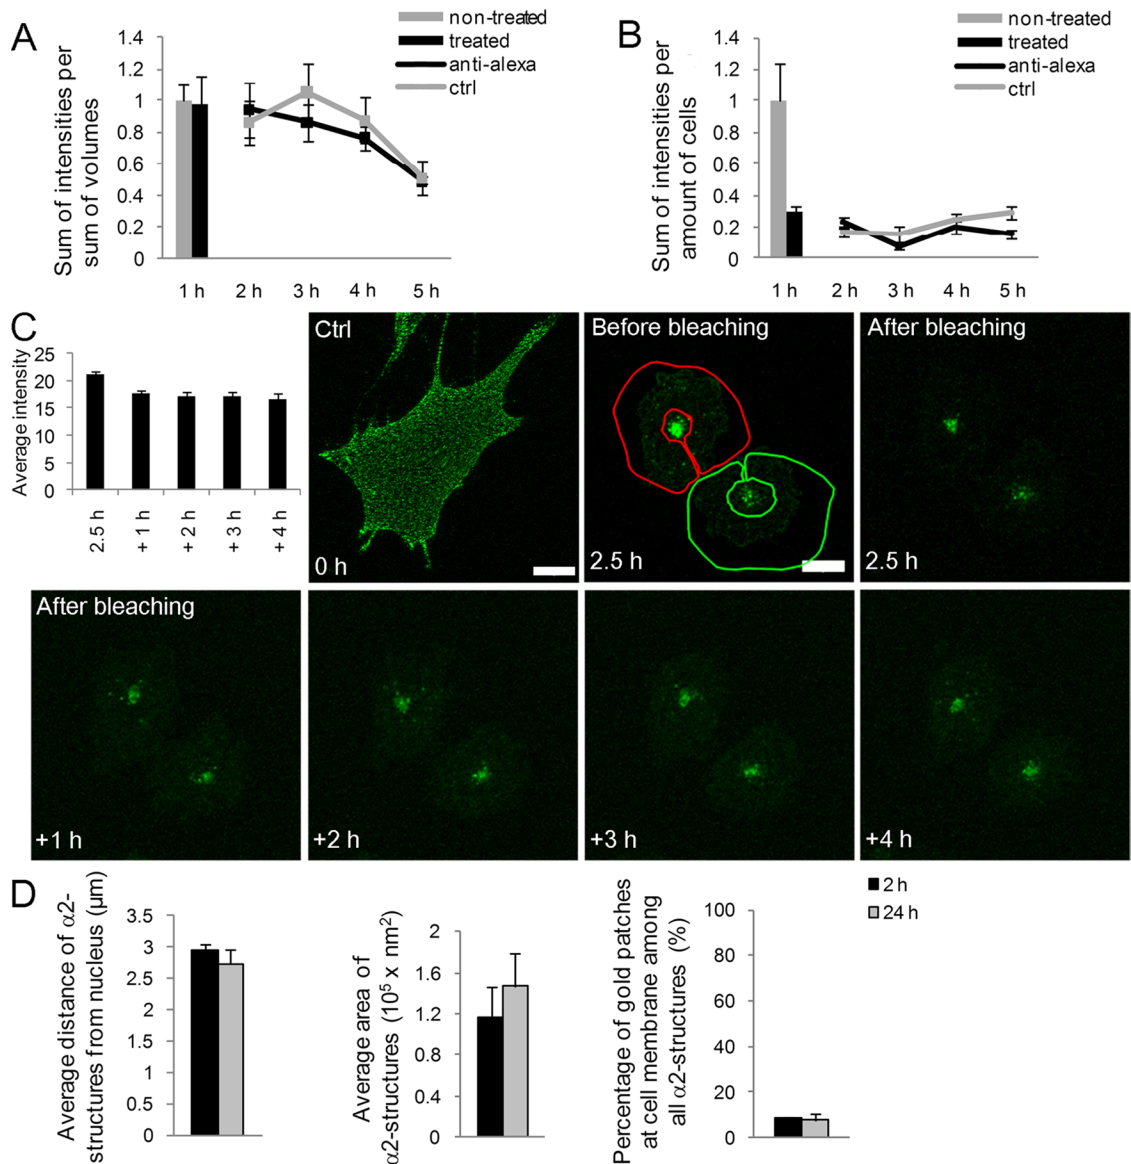 A
non-treated
treated
anti-alexa
ctrl
Sum of intensities per
sum of volumes
1.4
1.2
1
0.8
0.6
0.4
0.2
0
1 h
2 h
3 h
4 h
5 h
B
non-treated
treated
anti-alexa
ctrl
Sum of intensities per
amount of cells
1.4
1.2
1
0.8
0.6
0.4
0.2
0
1 h
2 h
3 h
4 h
5 h
C
Average intensity
25
20
15
10
5
0
2.5 h
+ 1 h
+ 2 h
+ 3 h
+ 4 h
Ctrl
0 h
Before bleaching
2.5 h
After bleaching
2.5 h
After bleaching
+1 h
+2 h
+3 h
+4 h
D
Average distance of α2-
structures from nucleus (µm)
3.5
3
2.5
2
1.5
1
0.5
0
Average area of
α2-structures (10⁵ x nm²)
2
1.6
1.2
0.8
0.4
0
Percentage of gold patches
at cell membrane among
all α2-structures (%)
100
80
60
40
20
0
2 h
24 h